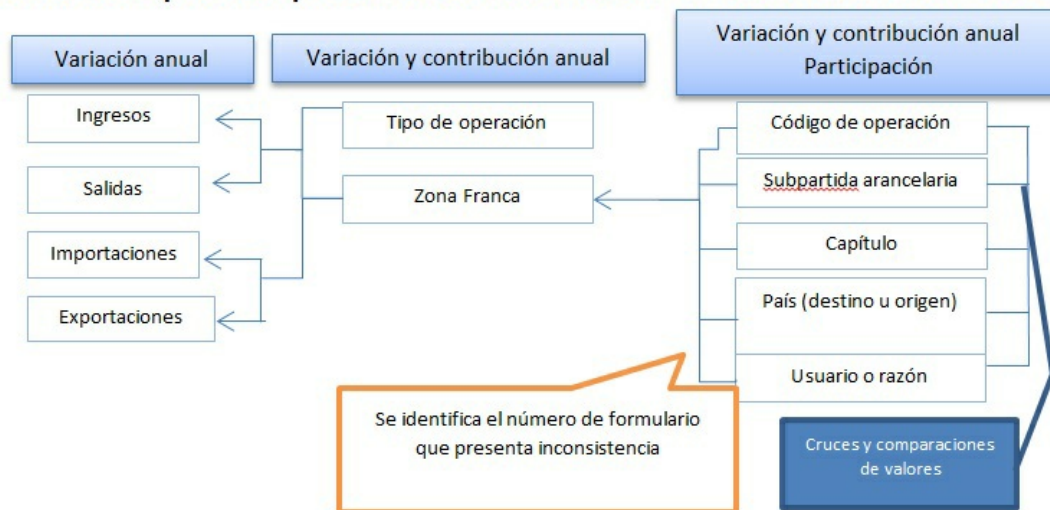 Variación anual
Variación y contribución anual
Variación y contribución anual
Participación
Ingresos
Salidas
Importaciones
Exportaciones
Tipo de operación
Zona Franca
Código de operación
Subpartida arancelaria
Capítulo
País (destino u origen)
Usuario o razón
Se identifica el número de formulario
que presenta inconsistencia
Cruces y comparaciones
de valores